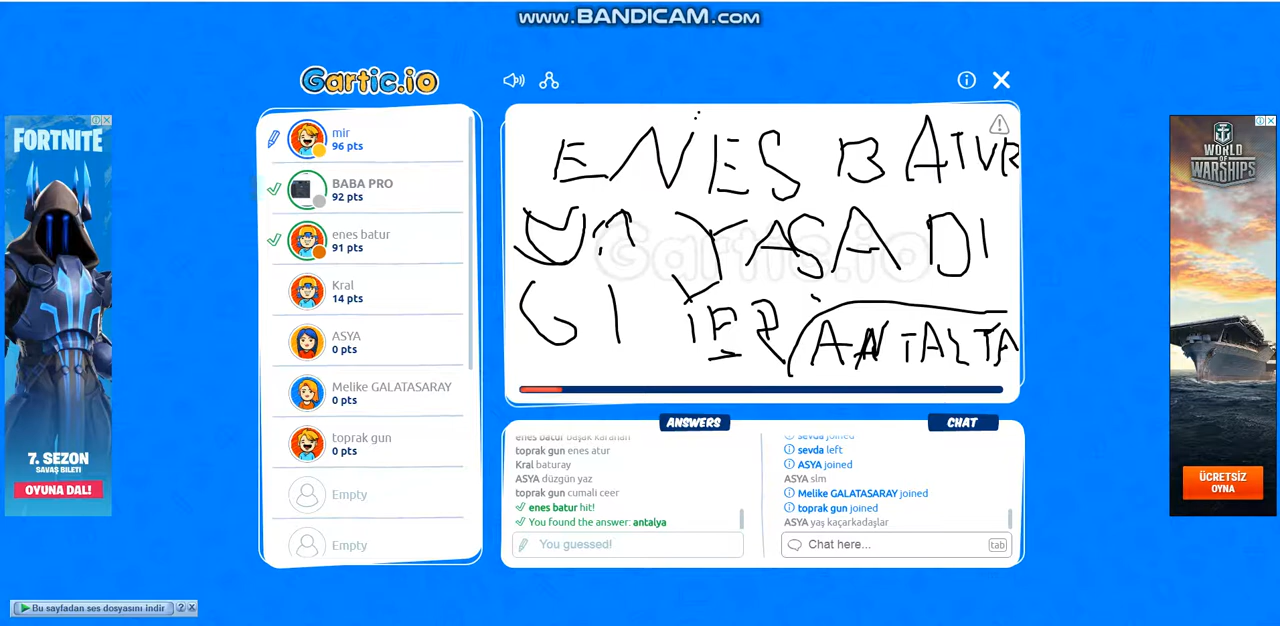 www.BANDICAM.com
Gartic.io
mir
96 pts
BABA PRO
92 pts
enes batur
91 pts
Kral
14 pts
ASYA
0 pts
Melike GALATASARAY
0 pts
toprak gun
0 pts
Empty
Empty
ENES BATUR
YASADI
GI
ANTALYA
ANSWERS
enes batur başak karahan
toprak gun enes atur
Kral baturay
ASYA düzgün yaz
toprak gun cumali ceer
enes batur hit!
You found the answer: antalya
You guessed!
CHAT
sevda joined
sevda left
ASYA joined
ASYA slm
Melike GALATASARAY joined
toprak gun joined
ASYA yaş kaçarkadaşlar
Chat here...
tab
FORTNITE
7. SEZON
SAVAŞ BILETI
OYUNA DAL!
WORLD
OF
WARSHIPS
ÜCRETSİZ
OYNA
Bu sayfadan ses dosyasını indir